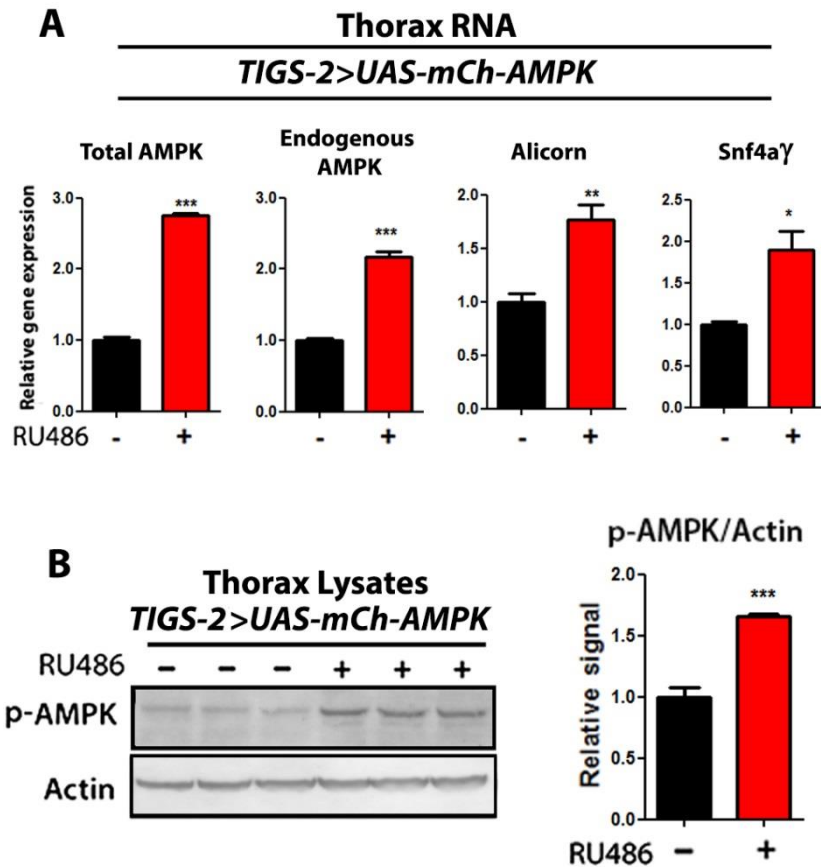 A
Thorax RNA
TIGS-2>UAS-mCh-AMPK
Total AMPK
Endogenous
AMPK
Alicorn
Snf4aγ
Relative gene expression
3.0
2.0
1.0
0.0
***
3.0
2.0
1.0
0.0
***
2.0
1.5
1.0
0.5
0.0
**
2.5
2.0
1.5
1.0
0.5
0.0
*
RU486 - + - + - + - +
B
Thorax Lysates
TIGS-2>UAS-mCh-AMPK
RU486 – – – + + +
p-AMPK
Actin
p-AMPK/Actin
Relative signal
2.0
1.5
1.0
0.5
0.0
***
RU486 – +